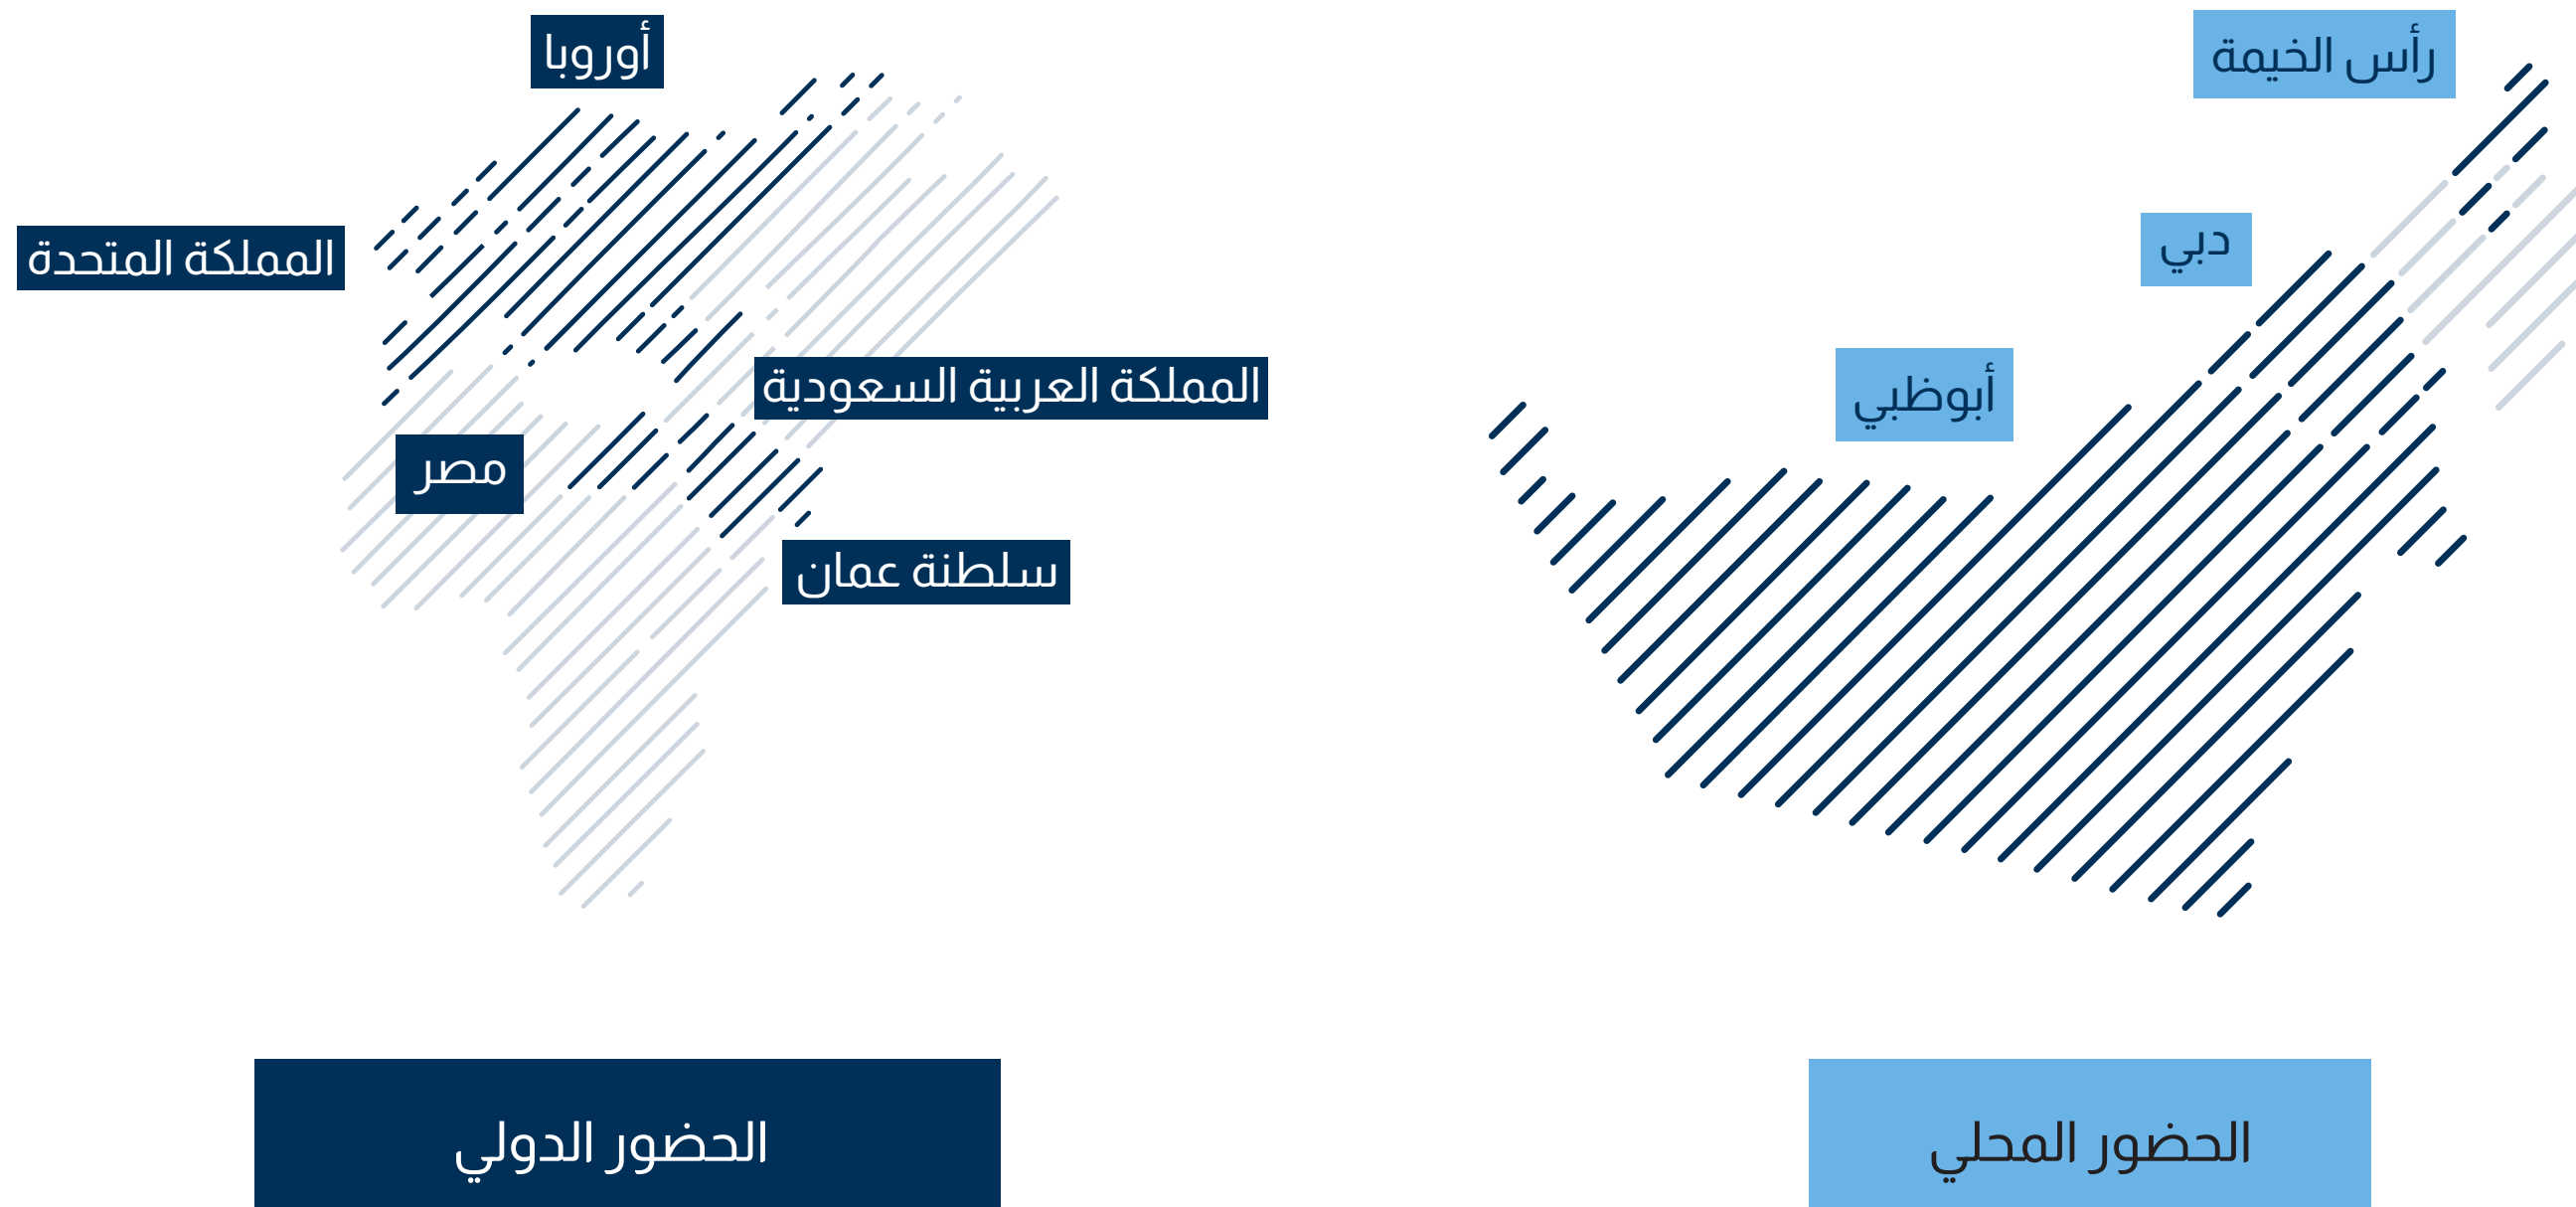 رأس الخيمة
دبي
أبوظبي
الحضور المحلي
أوروبا
المملكة المتحدة
المملكة العربية السعودية
مصر
سلطنة عمان
الحضور الدولي